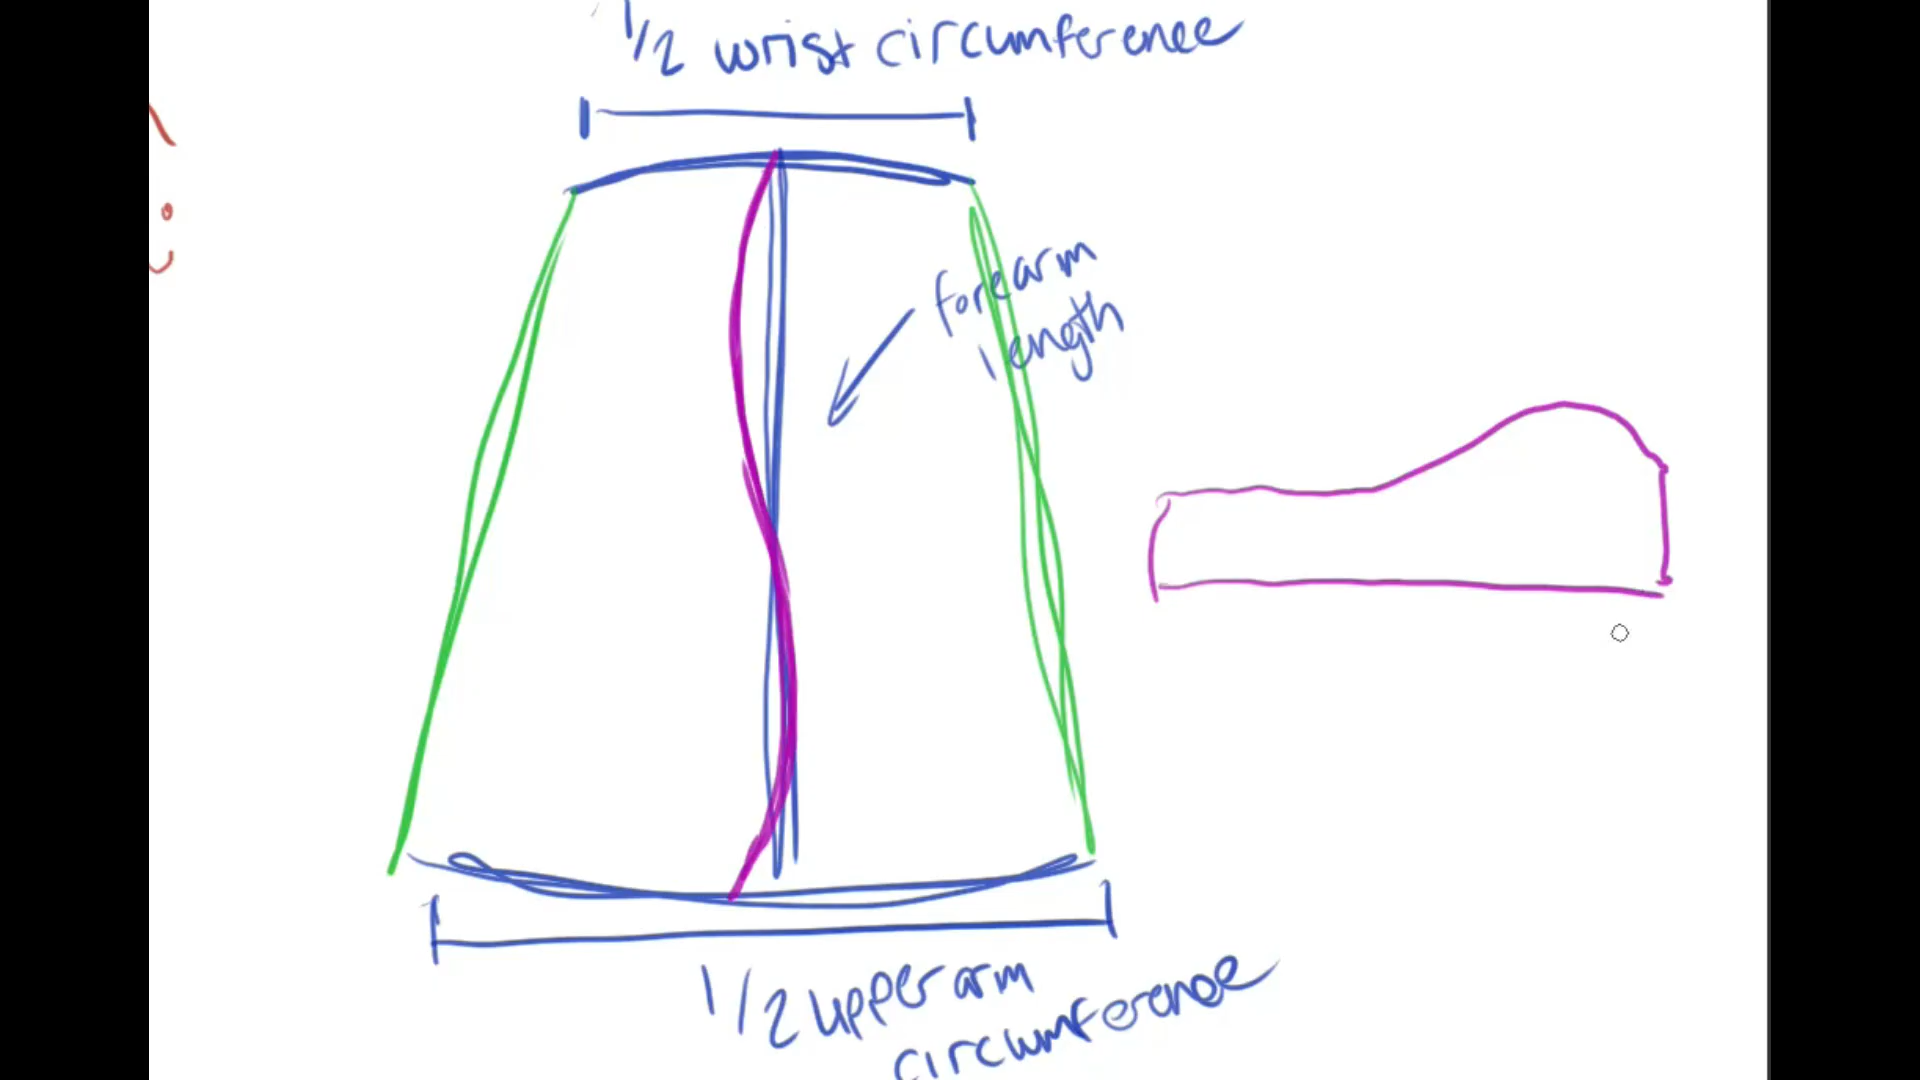 1/2 wrist circumference
forearm
length
1/2 upper arm
circumference